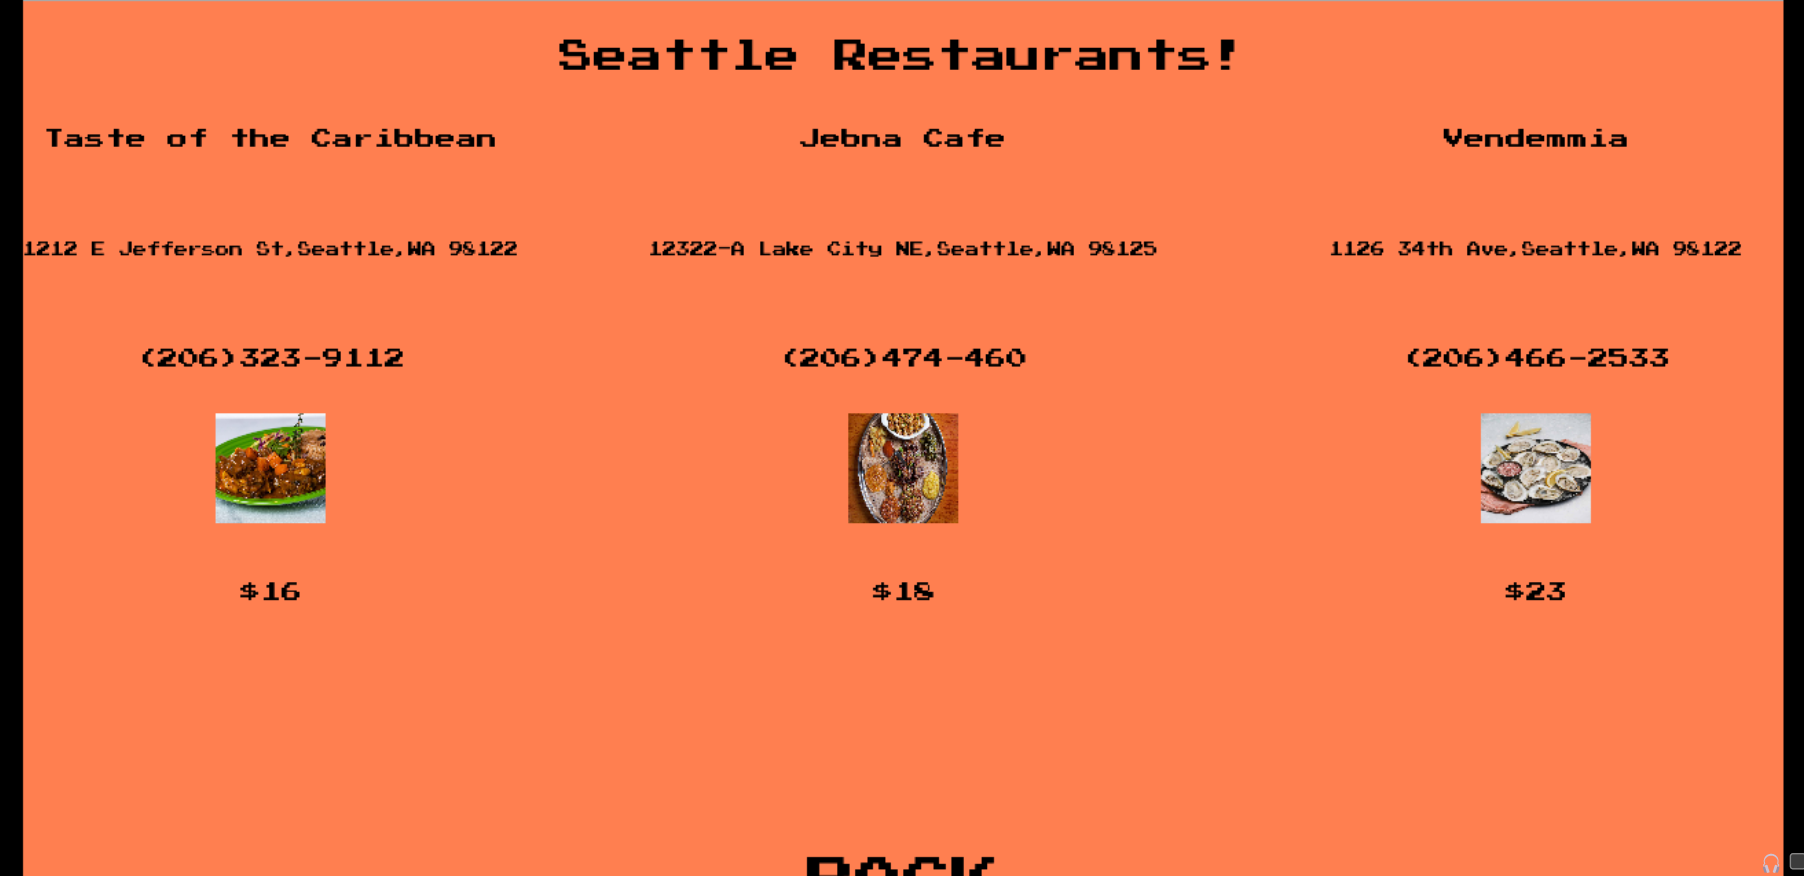 Seattle Restaurants!
Taste of the Caribbean
Jebna Cafe
Vendemmia
1212 E Jefferson St,Seattle,WA 98122
12322-A Lake City NE,Seattle,WA 98125
1126 34th Ave,Seattle,WA 98122
(206)323-9112
(206)474-460
(206)466-2533
$16
$18
$23
BACK